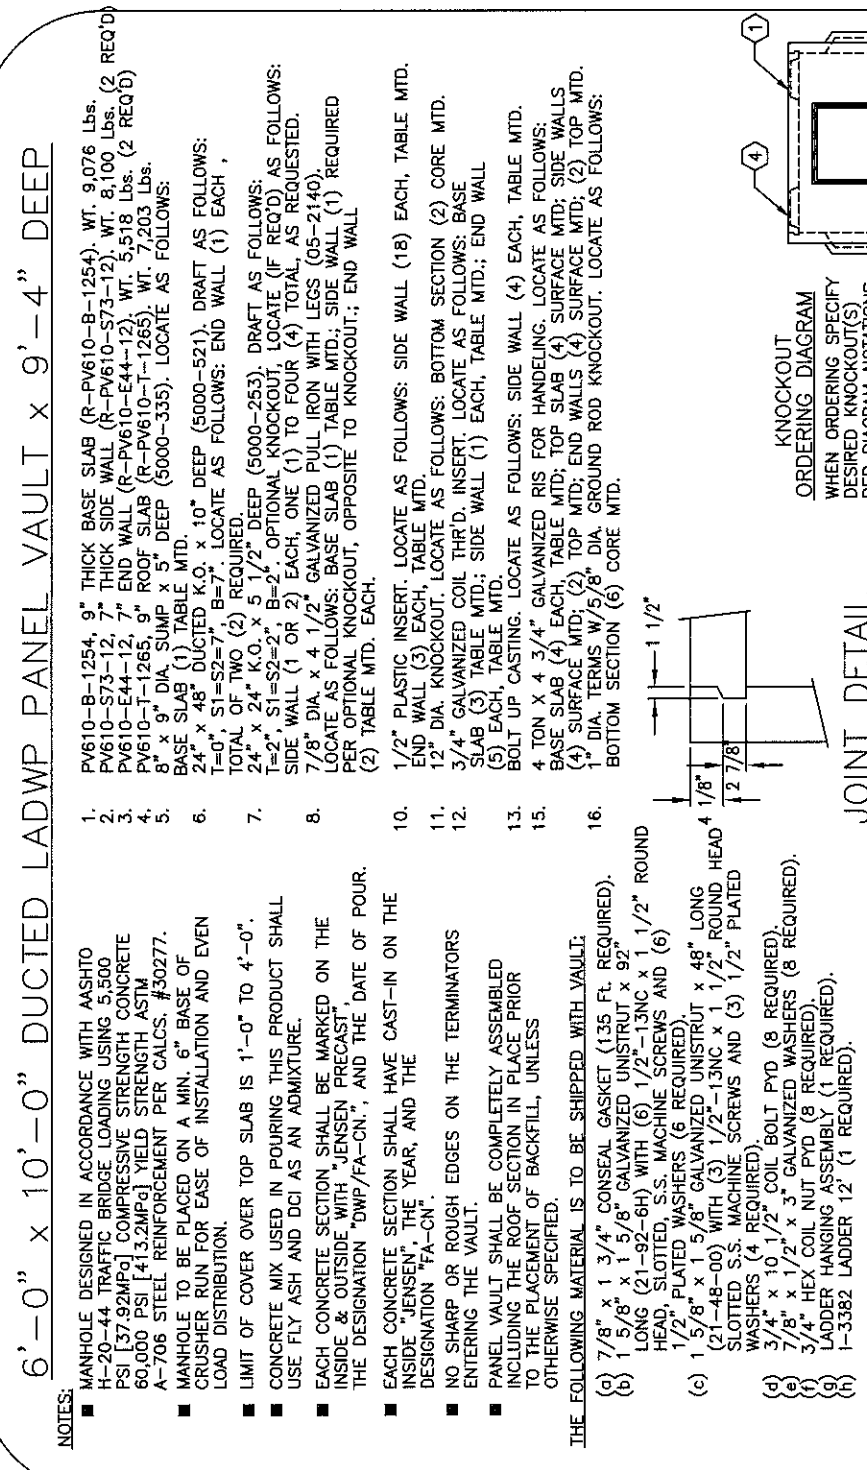 6'-0" x 10'-0" DUCTED LADWP PANEL VAULT x 9'-4" DEEP
NOTES:
■ MANHOLE DESIGNED IN ACCORDANCE WITH AASHTO
H-20-44 TRAFFIC BRIDGE LOADING USING 5,500
PSI [37.92MPa] COMPRESSIVE STRENGTH CONCRETE
60,000 PSI [413.2MPa] YIELD STRENGTH ASTM
A-706 STEEL REINFORCEMENT PER CALCS. #30277.
■ MANHOLE TO BE PLACED ON A MIN. 6" BASE OF
CRUSHER RUN FOR EASE OF INSTALLATION AND EVEN
LOAD DISTRIBUTION.
■ LIMIT OF COVER OVER TOP SLAB IS 1'-0" TO 4'-0".
■ CONCRETE MIX USED IN POURING THIS PRODUCT SHALL
USE FLY ASH AND DCI AS AN ADMIXTURE.
■ EACH CONCRETE SECTION SHALL BE MARKED ON THE
INSIDE & OUTSIDE WITH "JENSEN PRECAST",
THE DESIGNATION "DWP/FA-CN.", AND THE DATE OF POUR.
■ EACH CONCRETE SECTION SHALL HAVE CAST-IN ON THE
INSIDE "JENSEN", THE YEAR, AND THE
DESIGNATION "FA-CN".
■ NO SHARP OR ROUGH EDGES ON THE TERMINATORS
ENTERING THE VAULT.
■ PANEL VAULT SHALL BE COMPLETELY ASSEMBLED
INCLUDING THE ROOF SECTION IN PLACE PRIOR
TO THE PLACEMENT OF BACKFILL, UNLESS
OTHERWISE SPECIFIED.
THE FOLLOWING MATERIAL IS TO BE SHIPPED WITH VAULT:
(a) 7/8" x 1 3/4" CONSEAL GASKET (135 Ft. REQUIRED).
(b) 1 5/8" x 1 5/8" GALVANIZED UNISTRUT x 92"
LONG (21-92-6H) WITH (6) 1/2"-13NC x 1 1/2" ROUND
HEAD, SLOTTED, S.S. MACHINE SCREWS AND (6)
1/2", PLATED WASHERS (6 REQUIRED).
(c) 1 5/8" x 1 5/8" GALVANIZED UNISTRUT x 48" LONG
(21-48-00) WITH (3) 1/2"-13NC x 1 1/2" ROUND HEAD
SLOTTED S.S. MACHINE SCREWS AND (3) 1/2" PLATED
WASHERS (4 REQUIRED).
(d) 3/4" x 10 1/2" COIL BOLT PYD (8 REQUIRED).
(e) 7/8" x 1/2" x 3" GALVANIZED WASHERS (8 REQUIRED).
(f) 3/4" HEX COIL NUT PYD (8 REQUIRED).
(g) LADDER HANGING ASSEMBLY (1 REQUIRED).
(h) I-3382 LADDER 12' (1 REQUIRED).
1. PV610-B-1254, 9" THICK BASE SLAB (R-PV610-B-1254). WT. 9,076 Lbs.
2. PV610-S73-12, 7" THICK SIDE WALL (R-PV610-S73-12). WT. 8,100 Lbs. (2 REQ'D)
3. PV610-E44-12, 7" END WALL (R-PV610-E44-12). WT. 5,518 Lbs. (2 REQ'D)
4. PV610-T-1265, 9" ROOF SLAB (R-PV610-T-1265). WT. 7,203 Lbs.
5. 8" x 9" DIA. SUMP x 5" DEEP (5000-335). LOCATE AS FOLLOWS:
BASE SLAB (1) TABLE MTD.
6. 24" x 48" DUCTED K.O. x 10" DEEP (5000-521). DRAFT AS FOLLOWS:
T=0", S1=S2=7", B=7". LOCATE AS FOLLOWS: END WALL (1) EACH ,
TOTAL OF TWO (2) REQUIRED.
7. 24" x 24" K.O. x 5 1/2" DEEP (5000-253). DRAFT AS FOLLOWS:
T=2", S1=S2=2", B=2". OPTIONAL KNOCKOUT, LOCATE (IF REQ'D) AS FOLLOWS:
SIDE WALL (1 OR 2) EACH, ONE (1) TO FOUR (4) TOTAL, AS REQUESTED.
8. 7/8" DIA. x 4 1/2" GALVANIZED PULL IRON WITH LEGS (05-2140).
LOCATE AS FOLLOWS: BASE SLAB (1) TABLE MTD.; SIDE WALL (1) REQUIRED
PER OPTIONAL KNOCKOUT, OPPOSITE TO KNOCKOUT.; END WALL
(2) TABLE MTD. EACH.
10. 1/2" PLASTIC INSERT. LOCATE AS FOLLOWS: SIDE WALL (18) EACH, TABLE MTD.
END WALL (3) EACH, TABLE MTD.
11. 12" DIA. KNOCKOUT. LOCATE AS FOLLOWS: BOTTOM SECTION (2) CORE MTD.
12. 3/4" GALVANIZED COIL THR'D. INSERT. LOCATE AS FOLLOWS: BASE
SLAB (3) TABLE MTD.; SIDE WALL (1) EACH, TABLE MTD.; END WALL
(5) EACH, TABLE MTD.
13. BOLT UP CASTING. LOCATE AS FOLLOWS: SIDE WALL (4) EACH, TABLE MTD.
15. 4 TON X 4 3/4" GALVANIZED RIS FOR HANDELING. LOCATE AS FOLLOWS:
BASE SLAB (4) EACH, TABLE MTD; TOP SLAB (4) SURFACE MTD; SIDE WALLS
(4) SURFACE MTD; (2) TOP MTD; END WALLS (4) SURFACE MTD; (2) TOP MTD.
16. 1" DIA. TERMS W/5/8" DIA. GROUND ROD KNOCKOUT. LOCATE AS FOLLOWS:
BOTTOM SECTION (6) CORE MTD.
1 1/2"
4 1/8"
2 7/8"
JOINT DETAIL
KNOCKOUT
ORDERING DIAGRAM
WHEN ORDERING SPECIFY
DESIRED KNOCKOUT(S)
PER DIAGRAM NOTATIONS
4
1